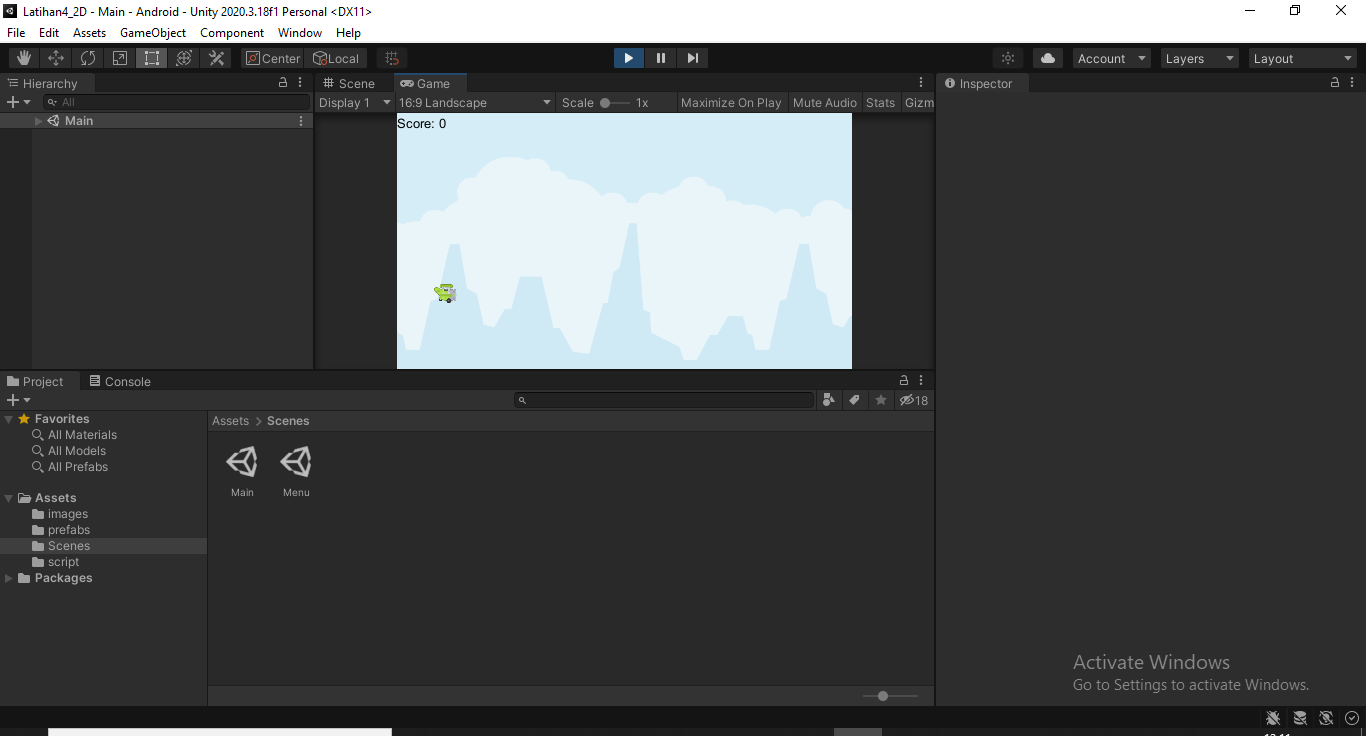 Latihan4_2D - Main - Android - Unity 2020.3.18f1 Personal <DX11>
File Edit Assets GameObject Component Window Help
Center Local Account Layers Layout
Hierarchy Scene Game Inspector
All Display 1 16:9 Landscape Scale 1x Maximize On Play Mute Audio Stats Gizm
Main
Score: 0
Project Console
18
Favorites
All Materials
All Models
All Prefabs
Assets
images
prefabs
Scenes
script
Packages
Assets > Scenes
Main Menu
Activate Windows
Go to Settings to activate Windows.